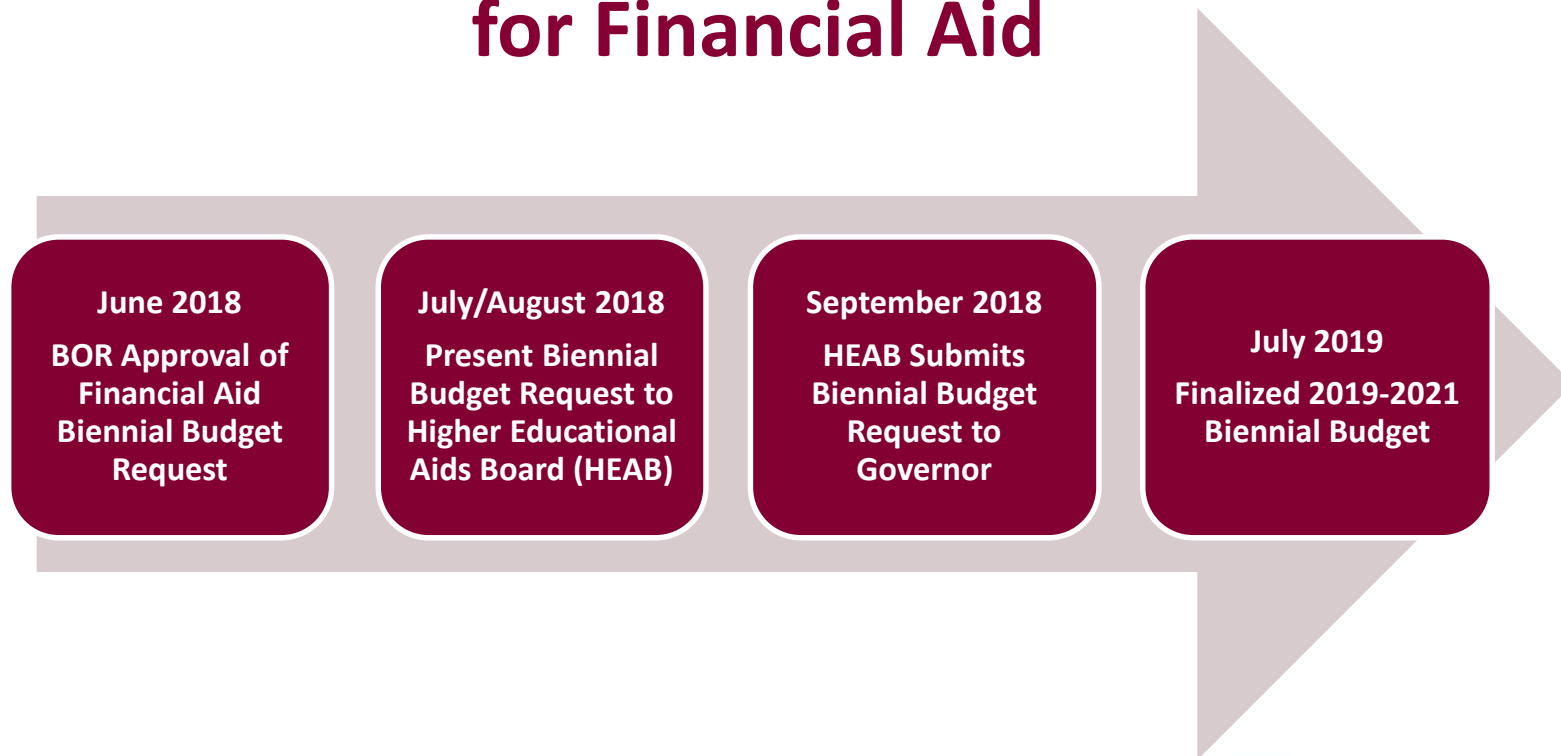 for Financial Aid
June 2018
BOR Approval of
Financial Aid
Biennial Budget
Request
July/August 2018
Present Biennial
Budget Request to
Higher Educational
Aids Board (HEAB)
September 2018
HEAB Submits
Biennial Budget
Request to
Governor
July 2019
Finalized 2019-2021
Biennial Budget